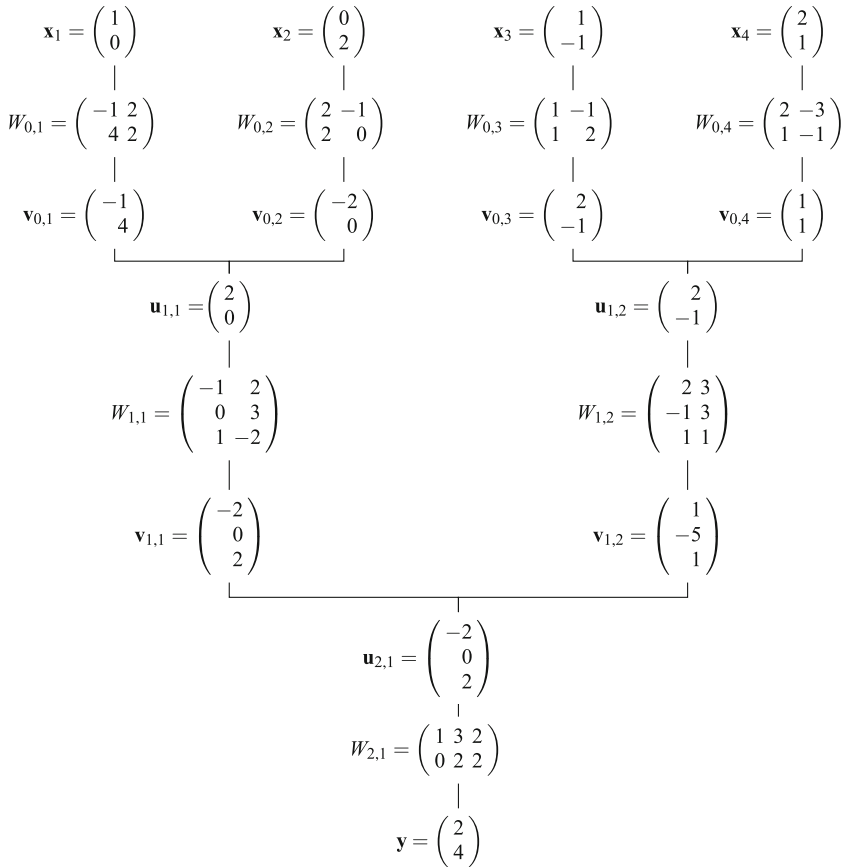 x₁ = ( 1 ; 0 )    x₂ = ( 0 ; 2 )    x₃ = ( 1 ; −1 )    x₄ = ( 2 ; 1 )
W₀,₁ = ( −1 2 ; 4 2 )    W₀,₂ = ( 2 −1 ; 2 0 )    W₀,₃ = ( 1 −1 ; 1 2 )    W₀,₄ = ( 2 −3 ; 1 −1 )
v₀,₁ = ( −1 ; 4 )    v₀,₂ = ( −2 ; 0 )    v₀,₃ = ( 2 ; −1 )    v₀,₄ = ( 1 ; 1 )
u₁,₁ = ( 2 ; 0 )    u₁,₂ = ( 2 ; −1 )
W₁,₁ = ( −1 2 ; 0 3 ; 1 −2 )    W₁,₂ = ( 2 3 ; −1 3 ; 1 1 )
v₁,₁ = ( −2 ; 0 ; 2 )    v₁,₂ = ( 1 ; −5 ; 1 )
u₂,₁ = ( −2 ; 0 ; 2 )
W₂,₁ = ( 1 3 2 ; 0 2 2 )
y = ( 2 ; 4 )